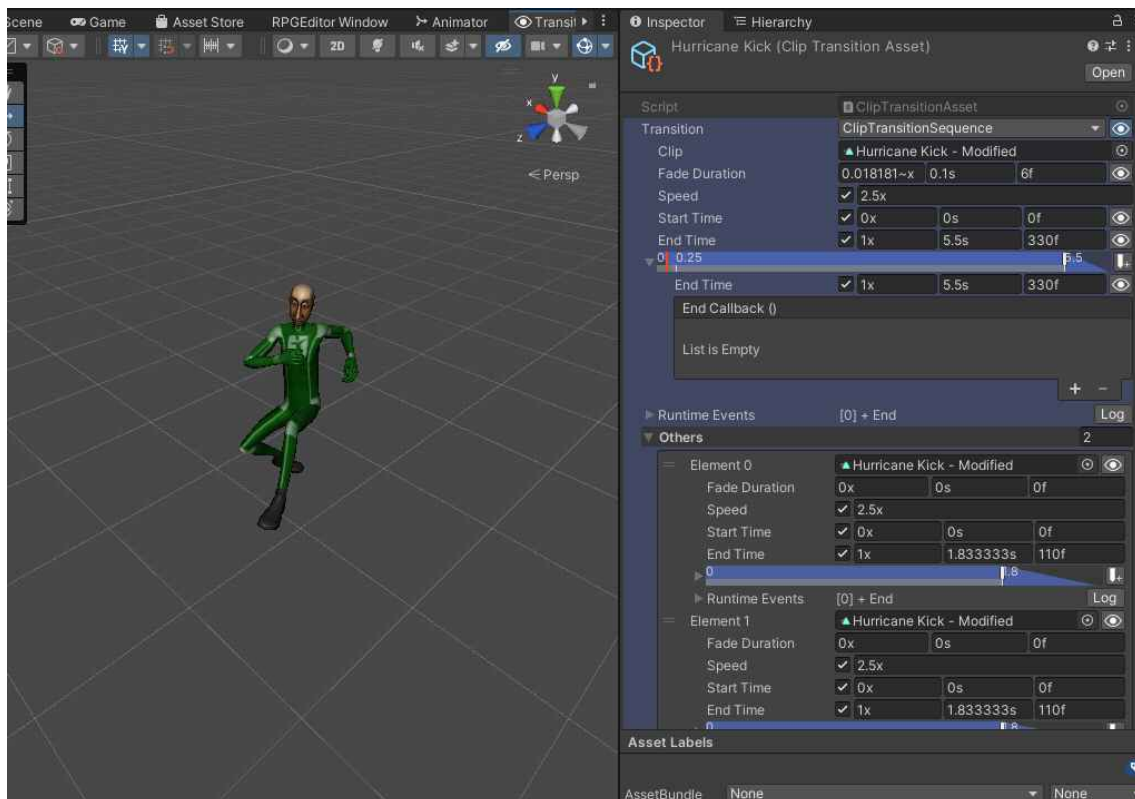 Scene Game Asset Store RPGEditor Window Animator Transit
2D
y
x
z
< Persp
Inspector Hierarchy
Hurricane Kick (Clip Transition Asset)
Open
Script ClipTransitionAsset
Transition ClipTransitionSequence
Clip Hurricane Kick - Modified
Fade Duration 0.018181~x 0.1s 6f
Speed 2.5x
Start Time 0x 0s 0f
End Time 1x 5.5s 330f
0 0.25 5.5
End Time 1x 5.5s 330f
End Callback ()
List is Empty
+ −
Runtime Events [0] + End Log
Others 2
Element 0 Hurricane Kick - Modified
Fade Duration 0x 0s 0f
Speed 2.5x
Start Time 0x 0s 0f
End Time 1x 1.833333s 110f
0 1.8
Runtime Events [0] + End Log
Element 1 Hurricane Kick - Modified
Fade Duration 0x 0s 0f
Speed 2.5x
Start Time 0x 0s 0f
End Time 1x 1.833333s 110f
0 1.8
Asset Labels
AssetBundle None None